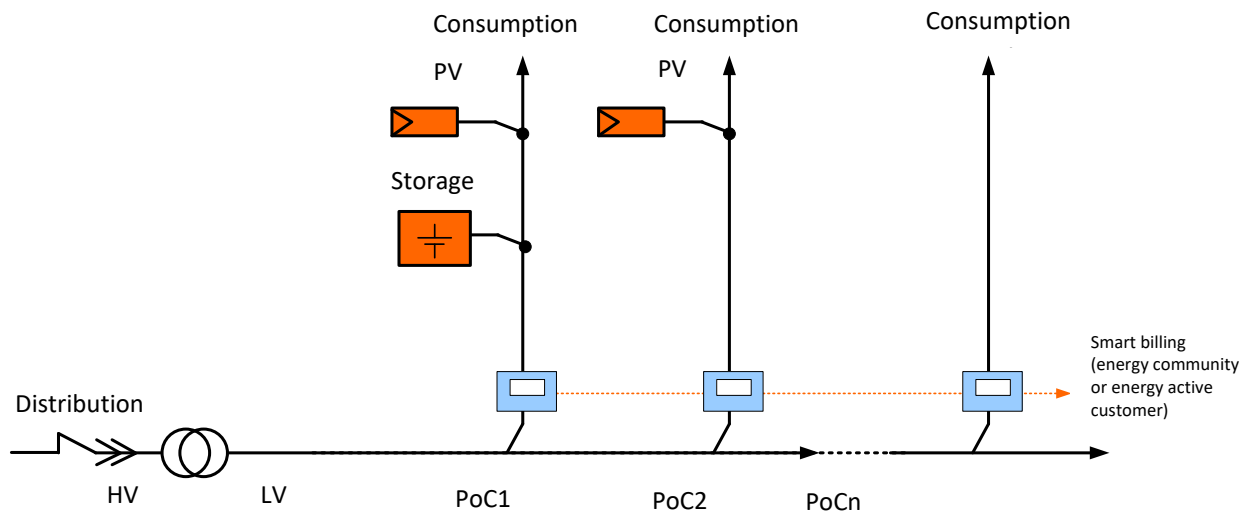 Consumption
Consumption
Consumption
PV
PV
Storage
Smart billing
(energy community
or energy active
customer)
Distribution
HV
LV
PoC1
PoC2
PoCn